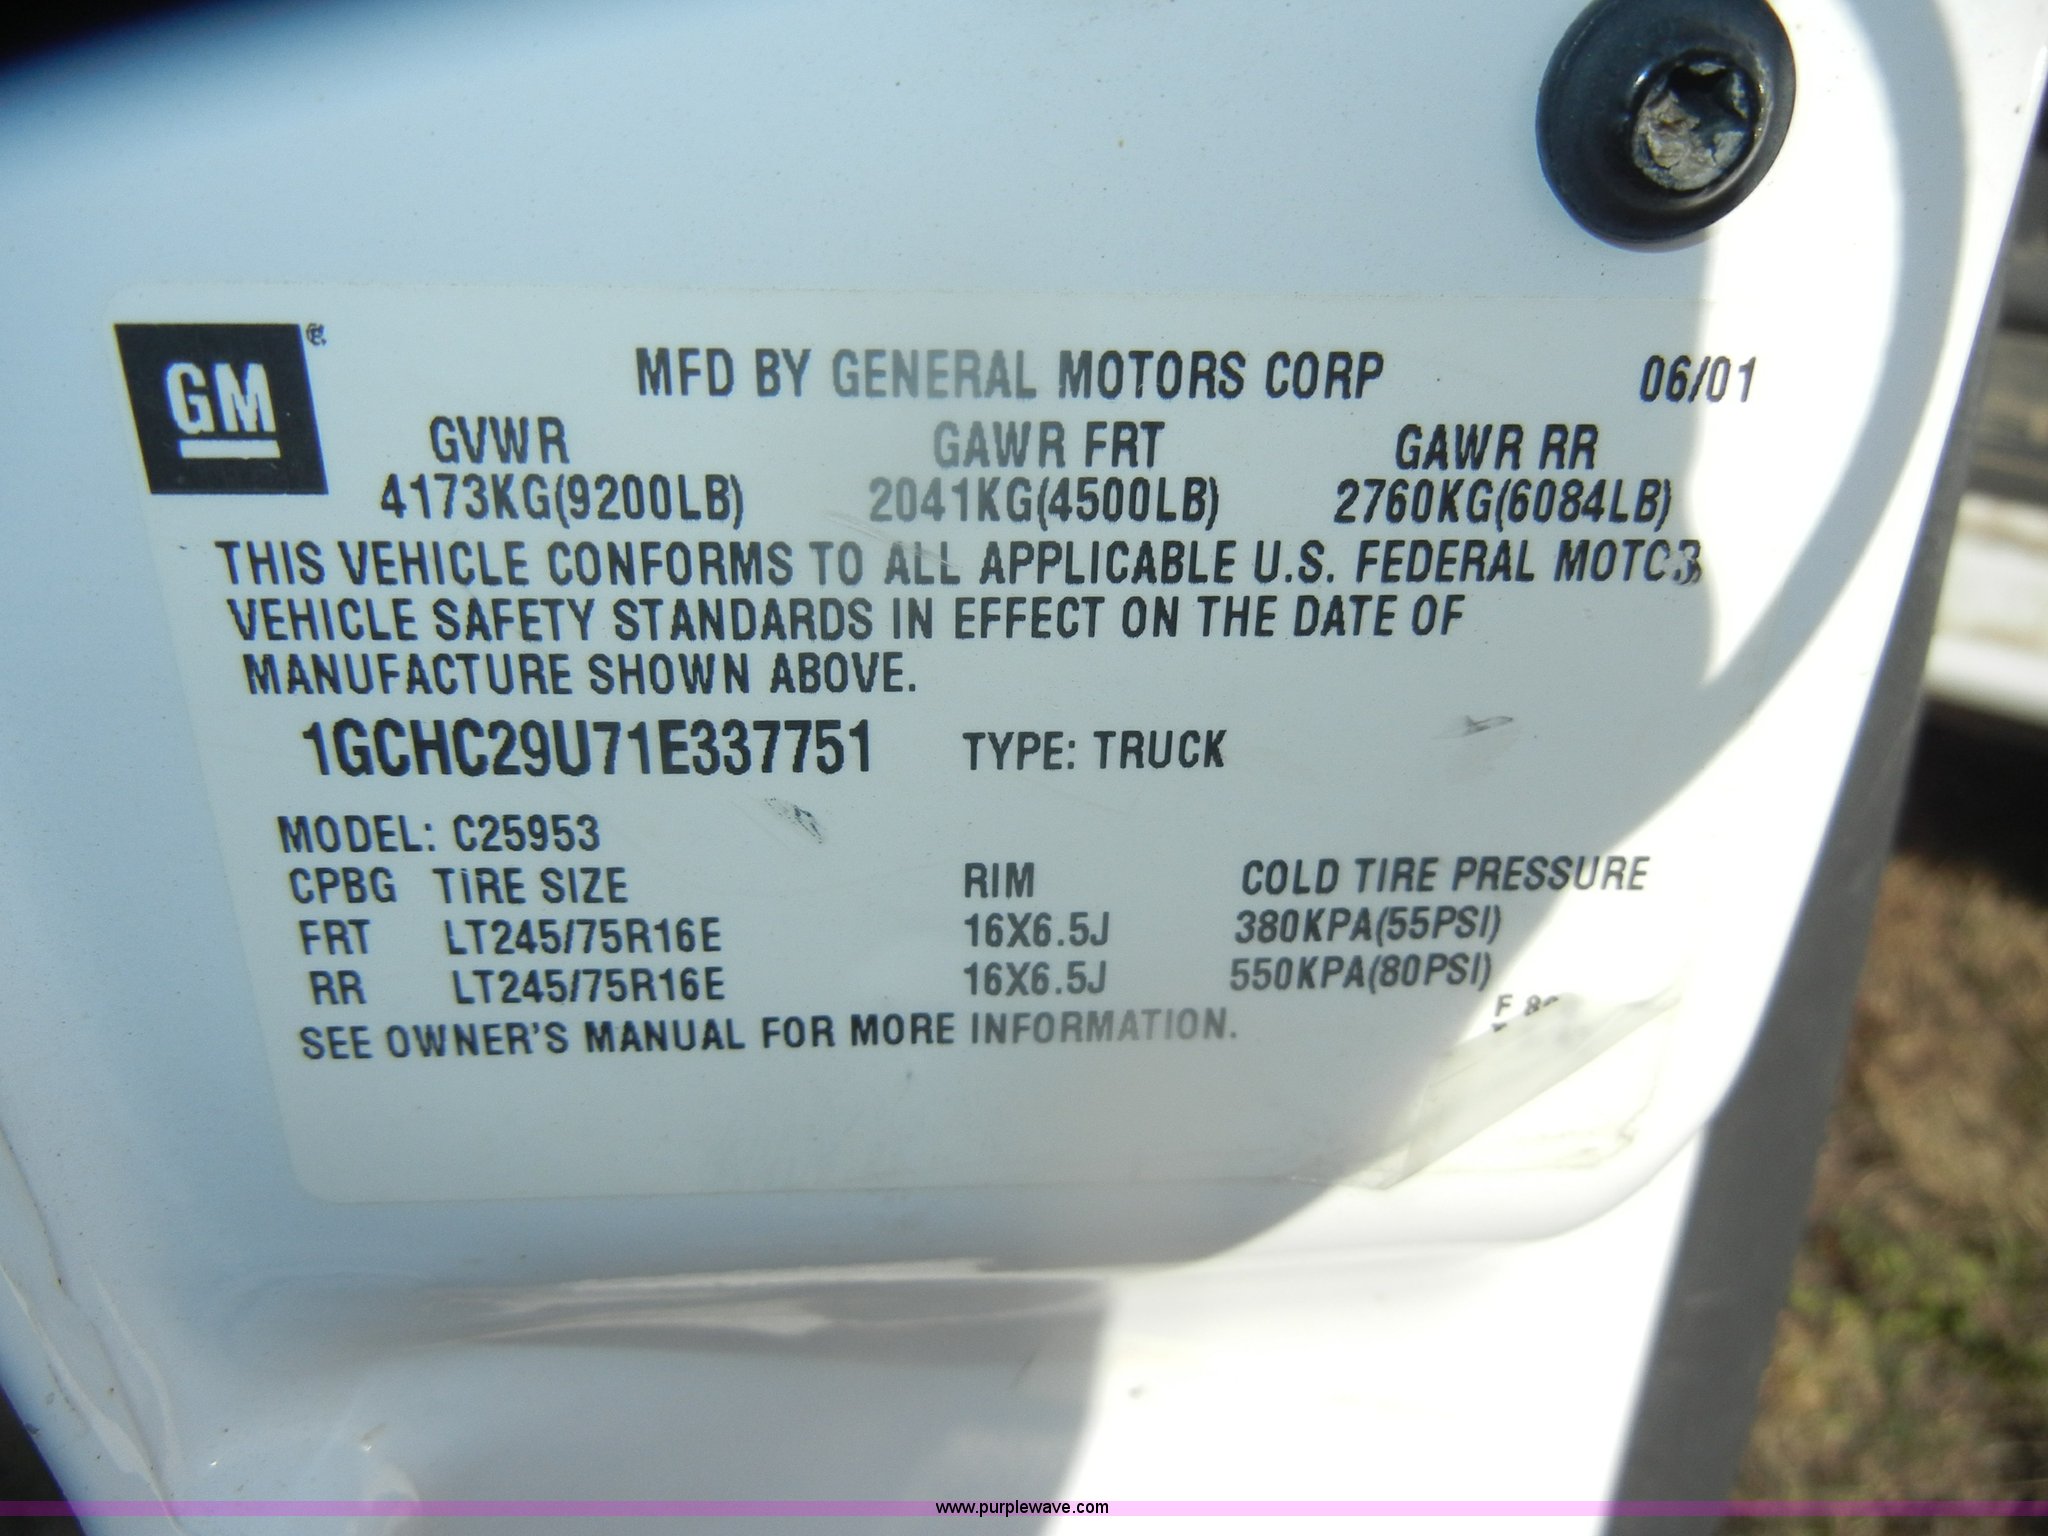 GM
MFD BY GENERAL MOTORS CORP 06/01
GVWR GAWR FRT GAWR RR
4173KG(9200LB) 2041KG(4500LB) 2760KG(6084LB)
THIS VEHICLE CONFORMS TO ALL APPLICABLE U.S. FEDERAL MOTOR
VEHICLE SAFETY STANDARDS IN EFFECT ON THE DATE OF
MANUFACTURE SHOWN ABOVE.
1GCHC29U71E337751 TYPE: TRUCK
MODEL: C25953
CPBG TIRE SIZE RIM COLD TIRE PRESSURE
FRT LT245/75R16E 16X6.5J 380KPA(55PSI)
RR LT245/75R16E 16X6.5J 550KPA(80PSI)
SEE OWNER'S MANUAL FOR MORE INFORMATION.
www.purplewave.com